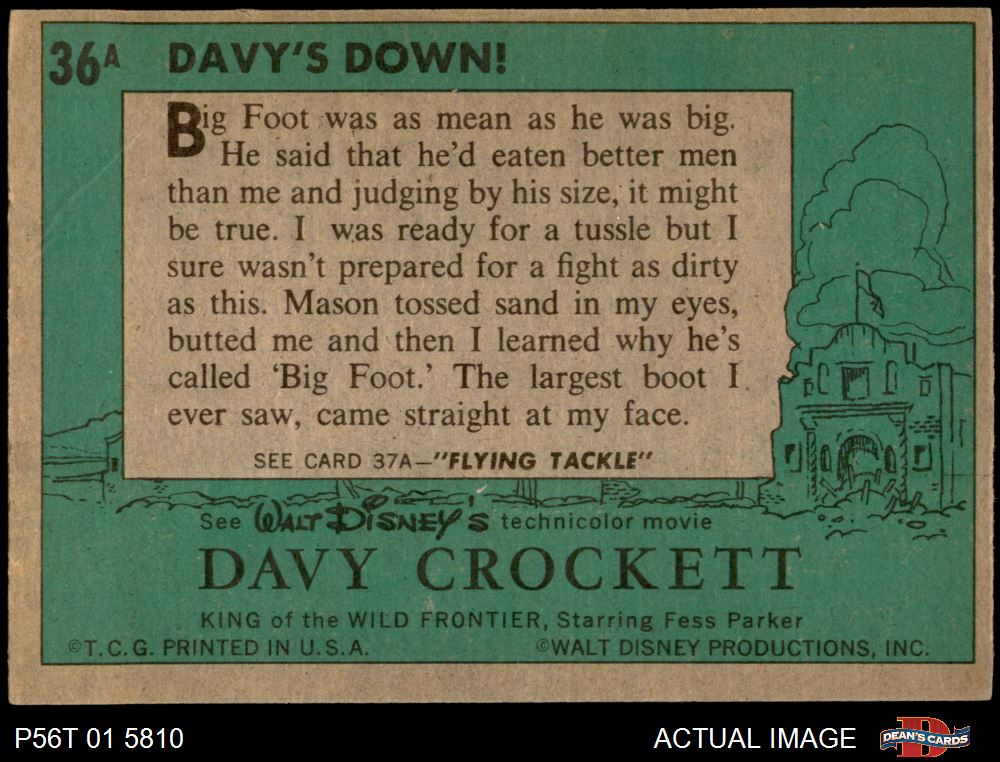 36A DAVY'S DOWN!
Big Foot was as mean as he was big.
He said that he'd eaten better men
than me and judging by his size, it might
be true. I was ready for a tussle but I
sure wasn't prepared for a fight as dirty
as this. Mason tossed sand in my eyes,
butted me and then I learned why he's
called 'Big Foot.' The largest boot I
ever saw, came straight at my face.
SEE CARD 37A—"FLYING TACKLE"
See WALT DISNEY'S technicolor movie
DAVY CROCKETT
KING of the WILD FRONTIER, Starring Fess Parker
©T.C.G. PRINTED IN U.S.A. ©WALT DISNEY PRODUCTIONS, INC.
P56T 01 5810 ACTUAL IMAGE D DEAN'S CARDS